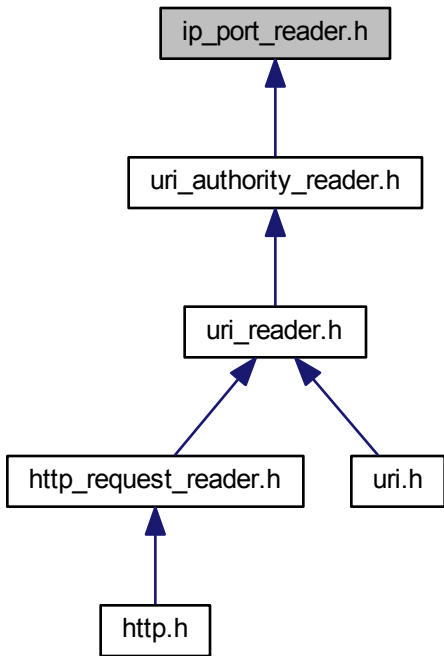 ip_port_reader.h
uri_authority_reader.h
uri_reader.h
http_request_reader.h
uri.h
http.h